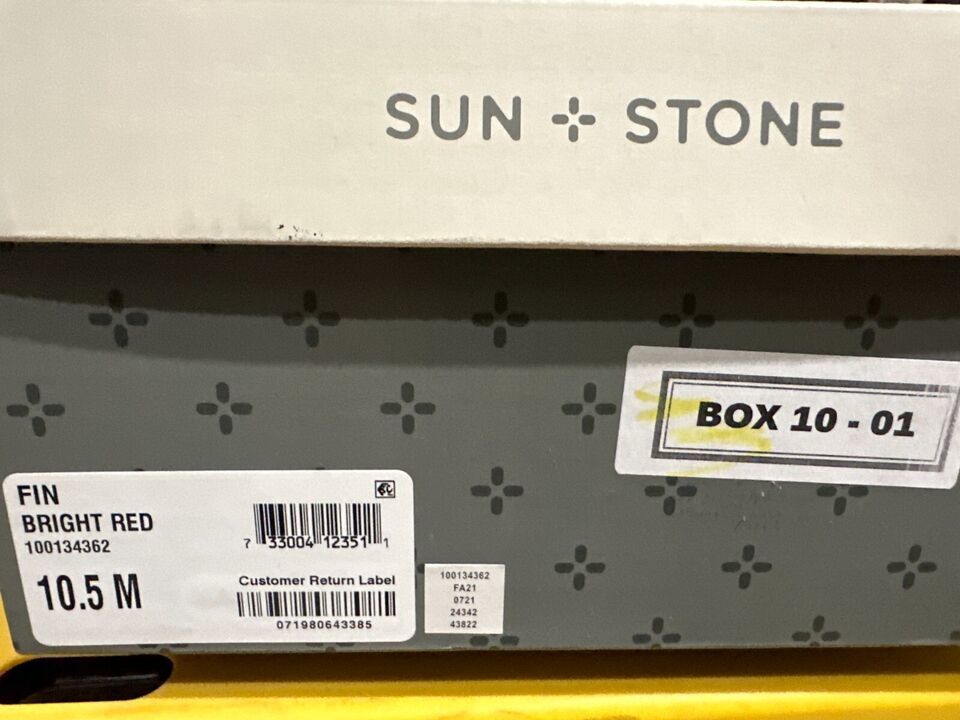 SUN + STONE
BOX 10 - 01
FIN
BRIGHT RED
100134362
10.5 M
7 33004 12351 1
Customer Return Label
071980643385
100134362
FA21
0721
24342
43822